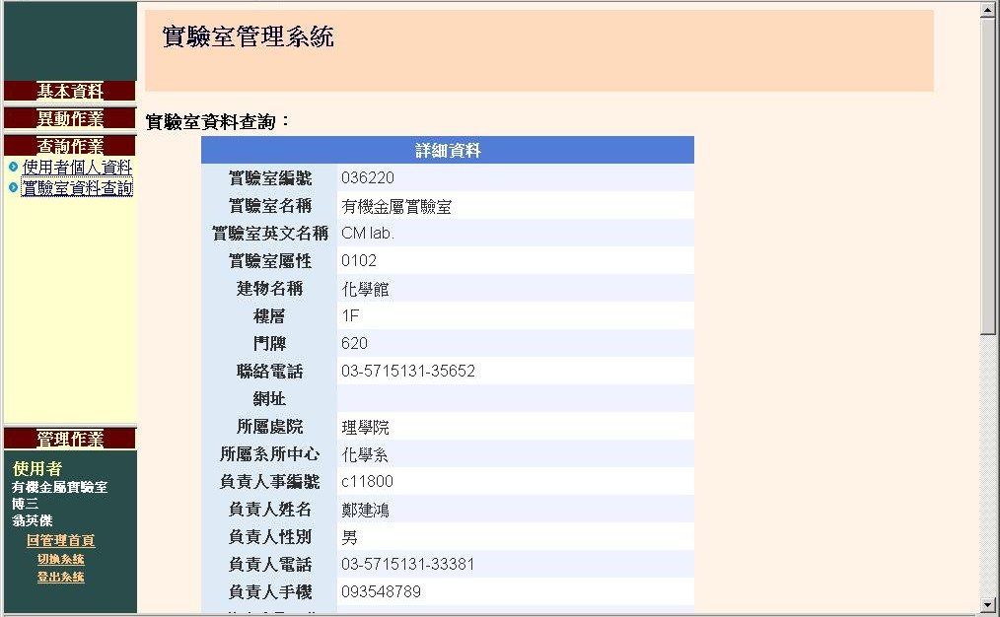 實驗室管理系統
基本資料
異動作業
查詢作業
使用者個人資料
實驗室資料查詢
管理作業
使用者
有機金屬實驗室
博三
翁英傑
回管理首頁
切換系統
登出系統
實驗室資料查詢：
詳細資料
實驗室編號 036220
實驗室名稱 有機金屬實驗室
實驗室英文名稱 CM lab.
實驗室屬性 0102
建物名稱 化學館
樓層 1F
門牌 620
聯絡電話 03-5715131-35652
網址
所屬處院 理學院
所屬系所中心 化學系
負責人事編號 c11800
負責人姓名 鄭建鴻
負責人性別 男
負責人電話 03-5715131-33381
負責人手機 093548789